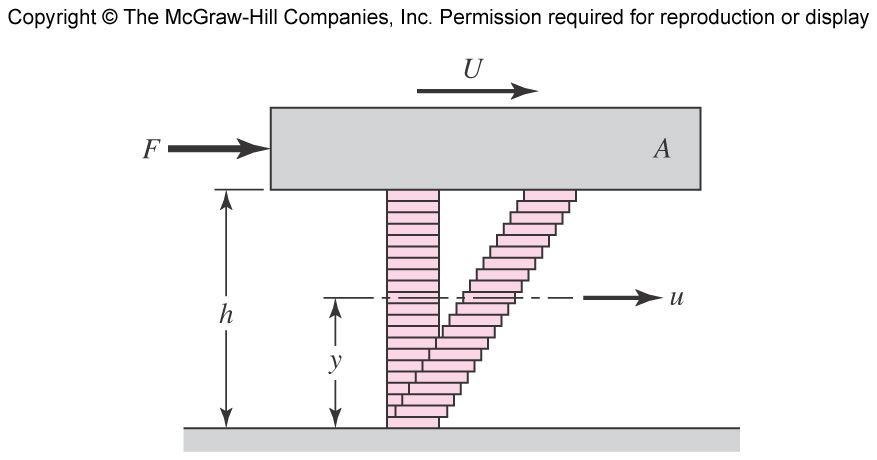 Copyright © The McGraw-Hill Companies, Inc. Permission required for reproduction or display
U
F
A
h
u
y